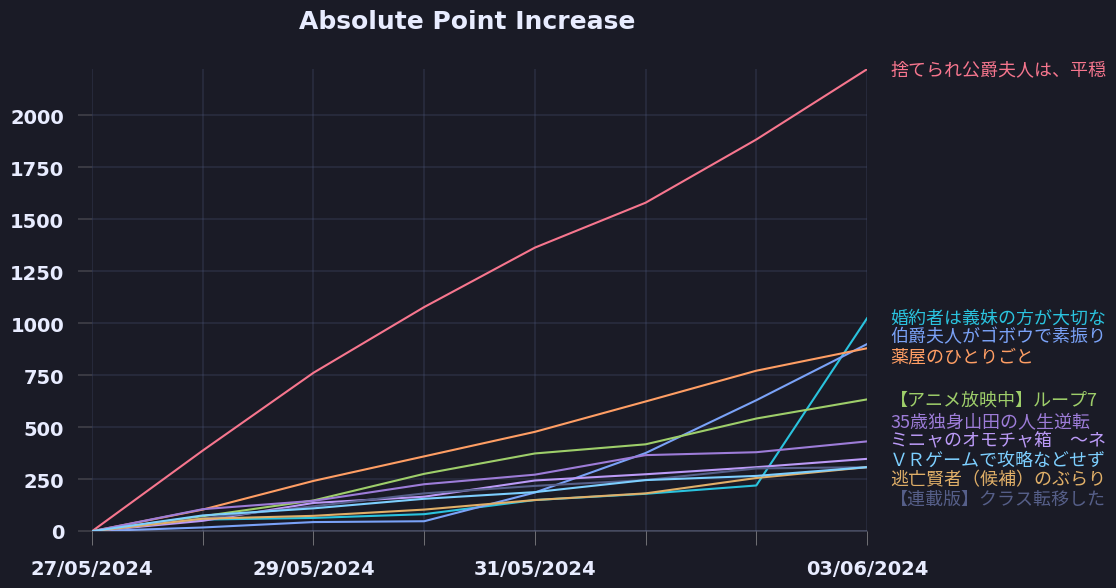 Absolute Point Increase
2000
1750
1500
1250
1000
750
500
250
0
27/05/2024
29/05/2024
31/05/2024
03/06/2024
捨てられ公爵夫人は、平穏
婚約者は義妹の方が大切な
伯爵夫人がゴボウで素振り
薬屋のひとりごと
【アニメ放映中】ループ7
35歳独身山田の人生逆転
ミニャのオモチャ箱　～ネ
ＶＲゲームで攻略などせず
逃亡賢者（候補）のぶらり
【連載版】クラス転移した